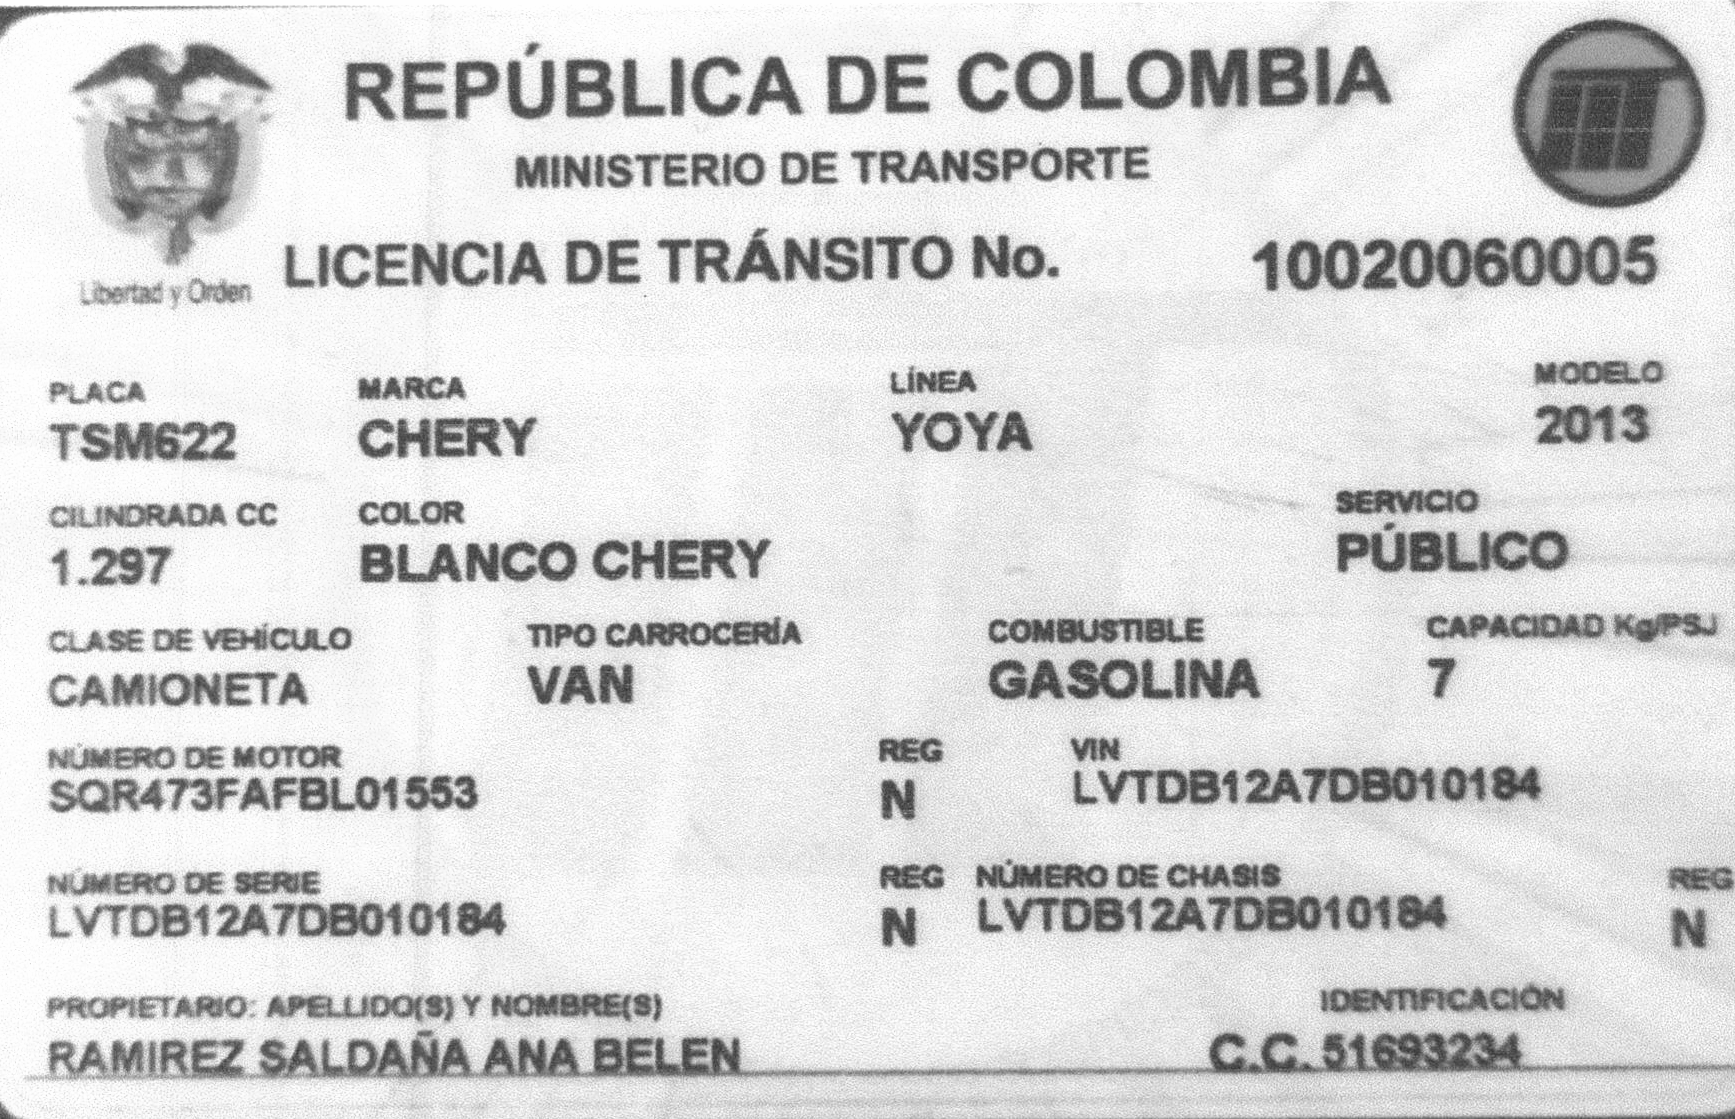 REPÚBLICA DE COLOMBIA
MINISTERIO DE TRANSPORTE
Libertad y Orden
LICENCIA DE TRÁNSITO No. 10020060005
PLACA MARCA LÍNEA MODELO
TSM622 CHERY YOYA 2013
CILINDRADA CC COLOR SERVICIO
1.297 BLANCO CHERY PÚBLICO
CLASE DE VEHÍCULO TIPO CARROCERÍA COMBUSTIBLE CAPACIDAD Kg/PSJ
CAMIONETA VAN GASOLINA 7
NÚMERO DE MOTOR REG VIN
SQR473FAFBL01553 N LVTDB12A7DB010184
NÚMERO DE SERIE REG NÚMERO DE CHASIS REG
LVTDB12A7DB010184 N LVTDB12A7DB010184 N
PROPIETARIO: APELLIDO(S) Y NOMBRE(S) IDENTIFICACIÓN
RAMIREZ SALDAÑA ANA BELEN C.C. 51693234